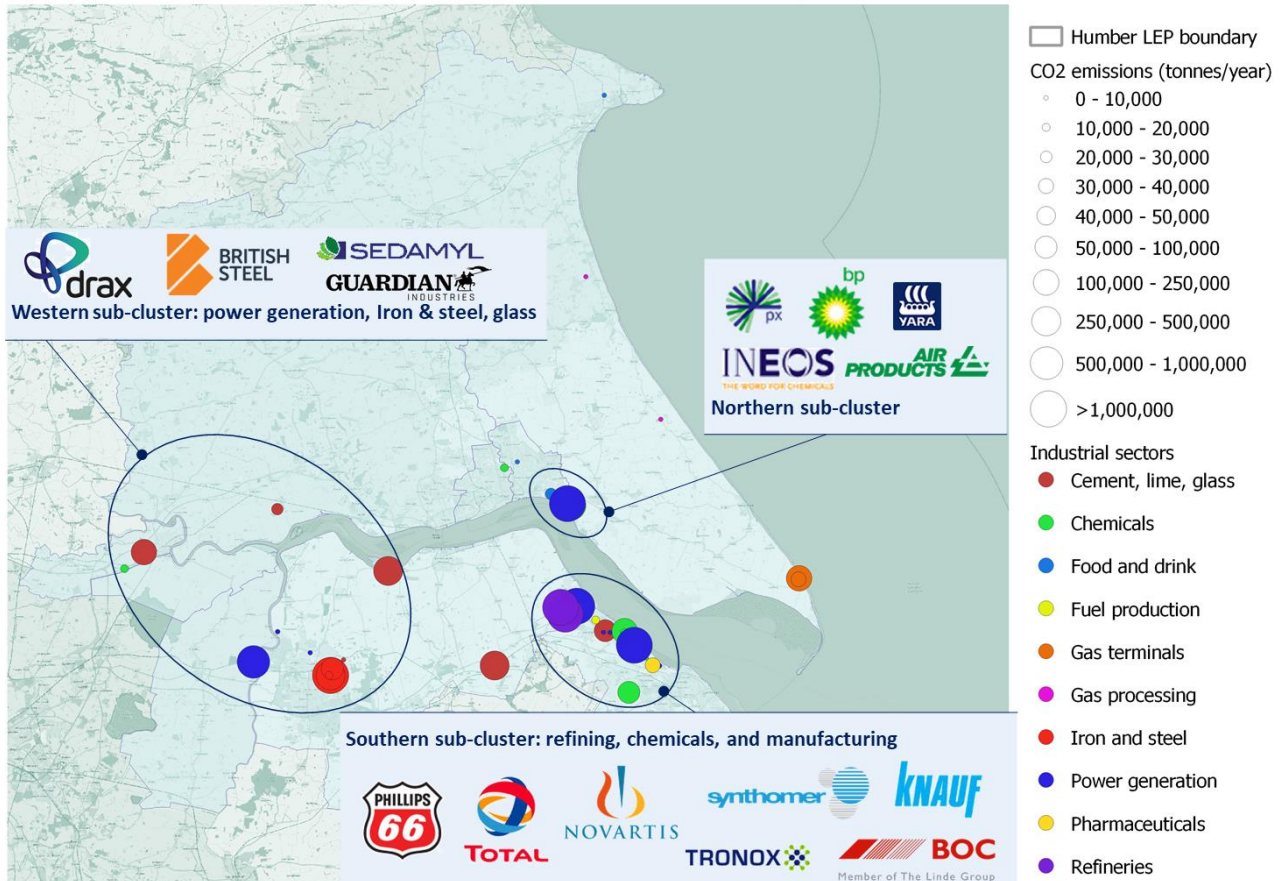 Humber LEP boundary
CO2 emissions (tonnes/year)
0 - 10,000
10,000 - 20,000
20,000 - 30,000
30,000 - 40,000
40,000 - 50,000
50,000 - 100,000
100,000 - 250,000
250,000 - 500,000
500,000 - 1,000,000
>1,000,000
Industrial sectors
Cement, lime, glass
Chemicals
Food and drink
Fuel production
Gas terminals
Gas processing
Iron and steel
Power generation
Pharmaceuticals
Refineries
drax
BRITISH
STEEL
SEDAMYL
GUARDIAN
INDUSTRIES
Western sub-cluster: power generation, Iron & steel, glass
px
bp
YARA
INEOS
THE WORD FOR CHEMICALS
AIR
PRODUCTS
Northern sub-cluster
Southern sub-cluster: refining, chemicals, and manufacturing
PHILLIPS
66
TOTAL
NOVARTIS
synthomer
KNAUF
TRONOX
BOC
Member of The Linde Group